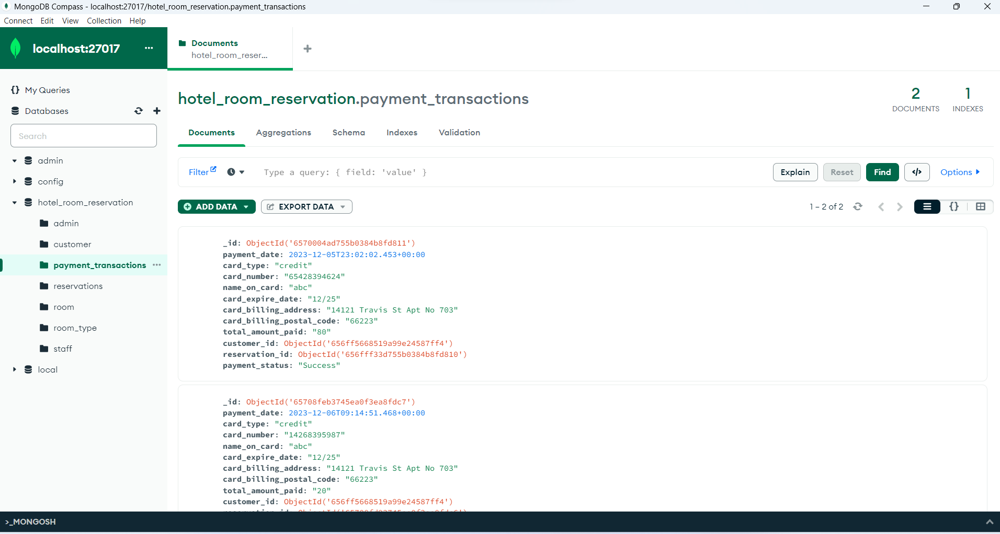 MongoDB Compass - localhost:27017/hotel_room_reservation.payment_transactions
Connect Edit View Collection Help
localhost:27017 ···
Documents
hotel_room_reser...
{} My Queries
Databases
Search
admin
config
hotel_room_reservation
admin
customer
payment_transactions ···
reservations
room
room_type
staff
local
hotel_room_reservation.payment_transactions
2
DOCUMENTS
1
INDEXES
Documents Aggregations Schema Indexes Validation
Filter Type a query: { field: 'value' } Explain Reset Find </> Options
ADD DATA EXPORT DATA 1 – 2 of 2 {}
_id: ObjectId('6570004ad755b0384b8fd811')
payment_date: 2023-12-05T23:02:02.453+00:00
card_type: "credit"
card_number: "65428394624"
name_on_card: "abc"
card_expire_date: "12/25"
card_billing_address: "14121 Travis St Apt No 703"
card_billing_postal_code: "66223"
total_amount_paid: "80"
customer_id: ObjectId('656ff5668519a99e24587ff4')
reservation_id: ObjectId('656fff33d755b0384b8fd810')
payment_status: "Success"
_id: ObjectId('65708feb3745ea0f3ea8fdc7')
payment_date: 2023-12-06T09:14:51.468+00:00
card_type: "credit"
card_number: "14268395987"
name_on_card: "abc"
card_expire_date: "12/25"
card_billing_address: "14121 Travis St Apt No 703"
card_billing_postal_code: "66223"
total_amount_paid: "20"
customer_id: ObjectId('656ff5668519a99e24587ff4')
>_MONGOSH